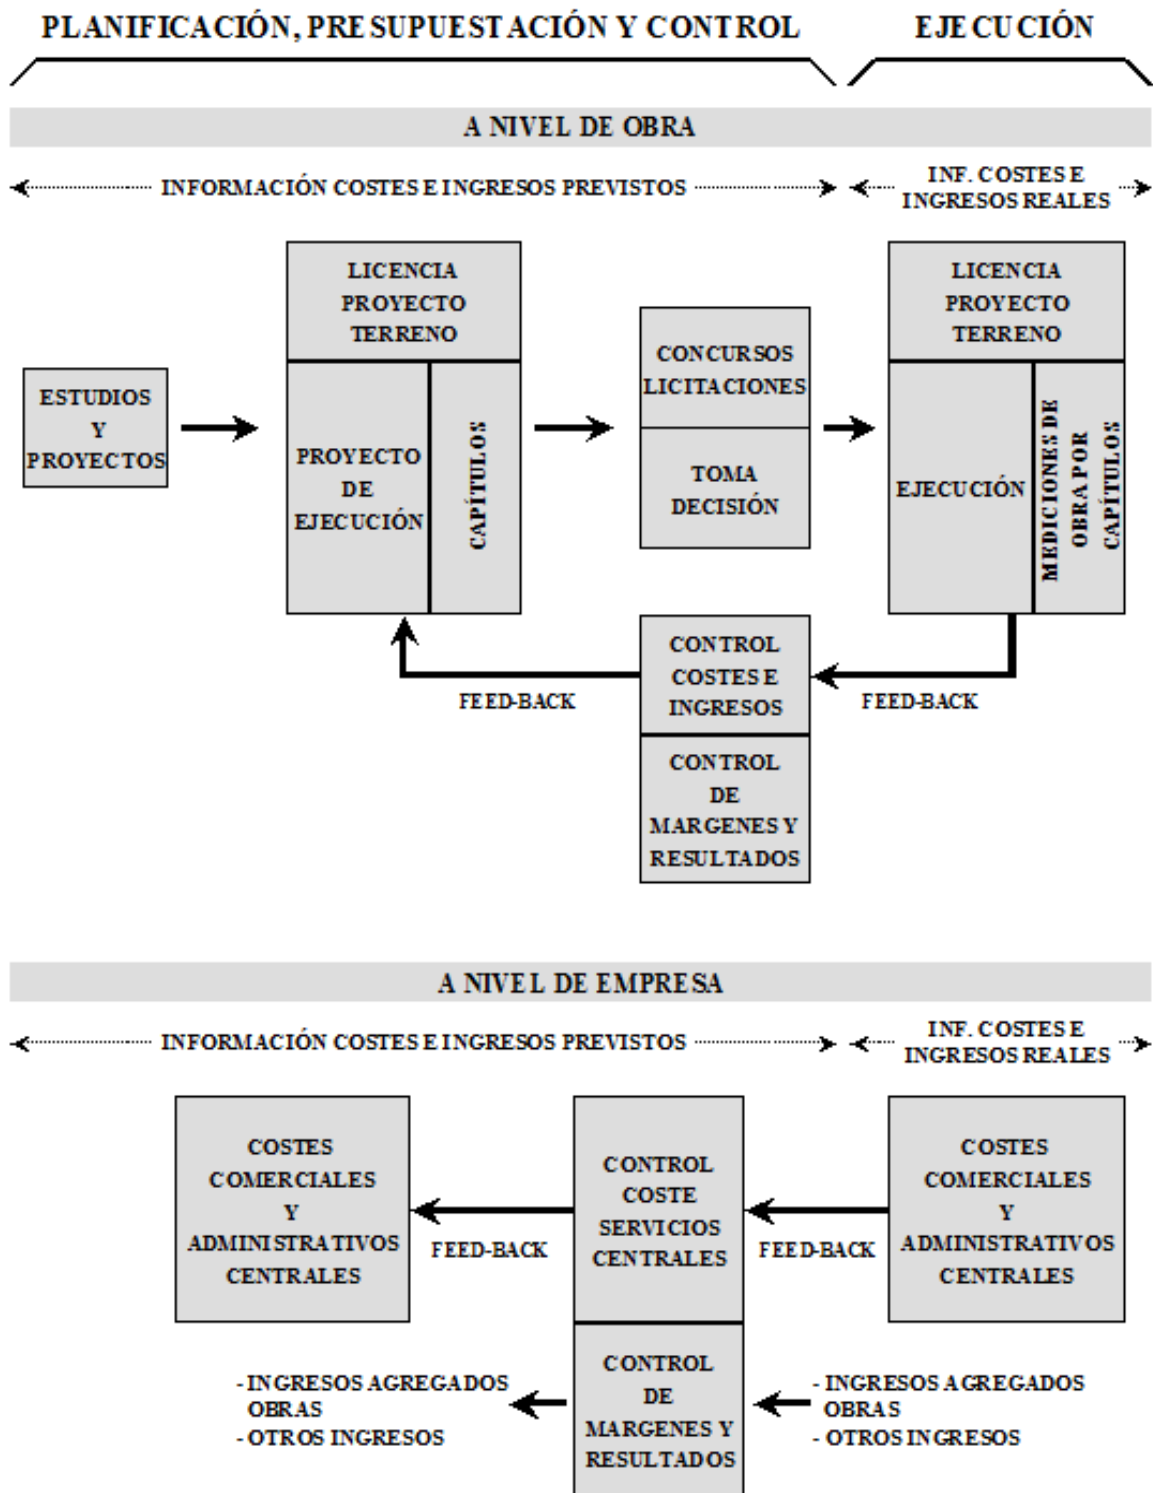 PLANIFICACIÓN, PRESUPUESTACIÓN Y CONTROL
EJECUCIÓN
A NIVEL DE OBRA
INFORMACIÓN COSTES E INGRESOS PREVISTOS
INF. COSTES E
INGRESOS REALES
ESTUDIOS
Y
PROYECTOS
LICENCIA
PROYECTO
TERRENO
PROYECTO
DE
EJECUCIÓN
CAPÍTULOS
CONCURSOS
LICITACIONES
TOMA
DECISIÓN
LICENCIA
PROYECTO
TERRENO
EJECUCIÓN
MEDICIONES DE
OBRA POR
CAPÍTULOS
CONTROL
COSTES E
INGRESOS
FEED-BACK
FEED-BACK
CONTROL
DE
MARGENES Y
RESULTADOS
A NIVEL DE EMPRESA
INFORMACIÓN COSTES E INGRESOS PREVISTOS
INF. COSTES E
INGRESOS REALES
COSTES
COMERCIALES
Y
ADMINISTRATIVOS
CENTRALES
FEED-BACK
CONTROL
COSTE
SERVICIOS
CENTRALES
FEED-BACK
COSTES
COMERCIALES
Y
ADMINISTRATIVOS
CENTRALES
- INGRESOS AGREGADOS
OBRAS
- OTROS INGRESOS
CONTROL
DE
MARGENES Y
RESULTADOS
- INGRESOS AGREGADOS
OBRAS
- OTROS INGRESOS